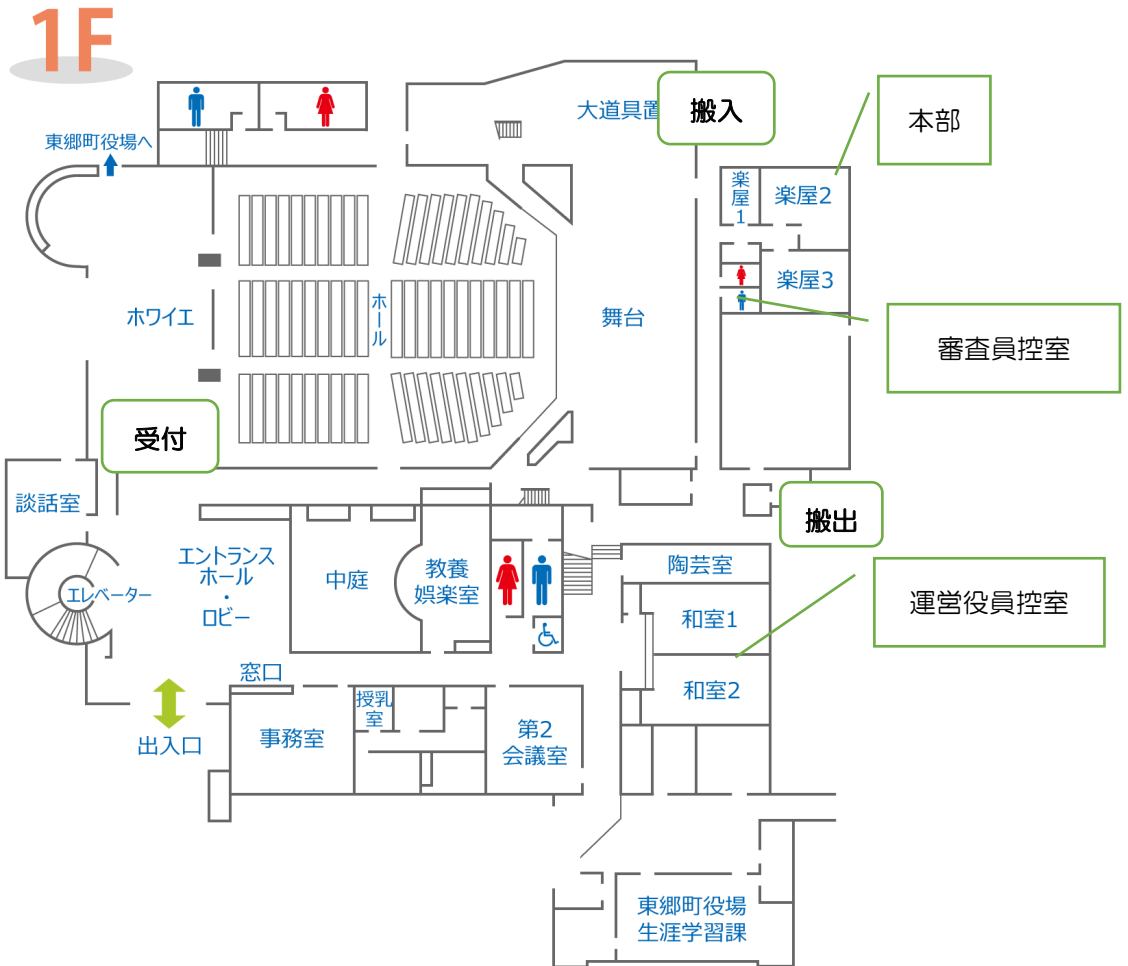 1F
東郷町役場へ
大道具置
搬入
本部
楽屋1
楽屋2
楽屋3
ホワイエ
ホール
舞台
審査員控室
受付
談話室
搬出
エントランス
ホール
・
ロビー
中庭
教養
娯楽室
陶芸室
エレベーター
和室1
運営役員控室
窓口
和室2
授乳
室
出入口
事務室
第2
会議室
東郷町役場
生涯学習課